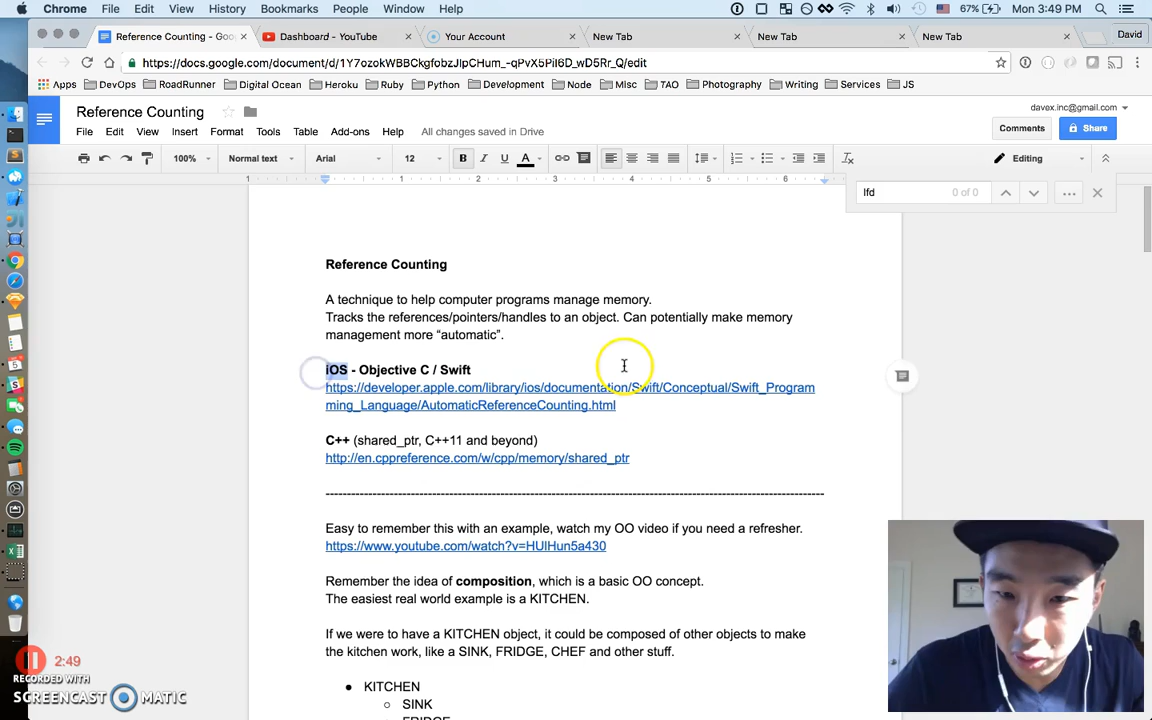 Chrome File Edit View History Bookmarks People Window Help 67% Mon 3:49 PM
Reference Counting - Goo Dashboard - YouTube Your Account New Tab New Tab New Tab David
https://docs.google.com/document/d/1Y7ozokWBBCkgfobzJlpCHum_-qPvX5PiI6D_wD5Rr_Q/edit
Apps DevOps RoadRunner Digital Ocean Heroku Ruby Python Development Node Misc TAO Photography Writing Services JS
Reference Counting
davex.inc@gmail.com
File Edit View Insert Format Tools Table Add-ons Help All changes saved in Drive
Comments Share
100% Normal text Arial 12 B I U A Editing
1 1 2 3 4 5 6
lfd 0 of 0
Reference Counting
A technique to help computer programs manage memory.
Tracks the references/pointers/handles to an object. Can potentially make memory
management more “automatic”.
iOS - Objective C / Swift
https://developer.apple.com/library/ios/documentation/Swift/Conceptual/Swift_Program
ming_Language/AutomaticReferenceCounting.html
C++ (shared_ptr, C++11 and beyond)
http://en.cppreference.com/w/cpp/memory/shared_ptr
--------------------------------------------------------------------------------------------
Easy to remember this with an example, watch my OO video if you need a refresher.
https://www.youtube.com/watch?v=HUlHun5a430
Remember the idea of composition, which is a basic OO concept.
The easiest real world example is a KITCHEN.
If we were to have a KITCHEN object, it could be composed of other objects to make
the kitchen work, like a SINK, FRIDGE, CHEF and other stuff.
KITCHEN
SINK
FRIDGE
2:49
RECORDED WITH
SCREENCAST MATIC